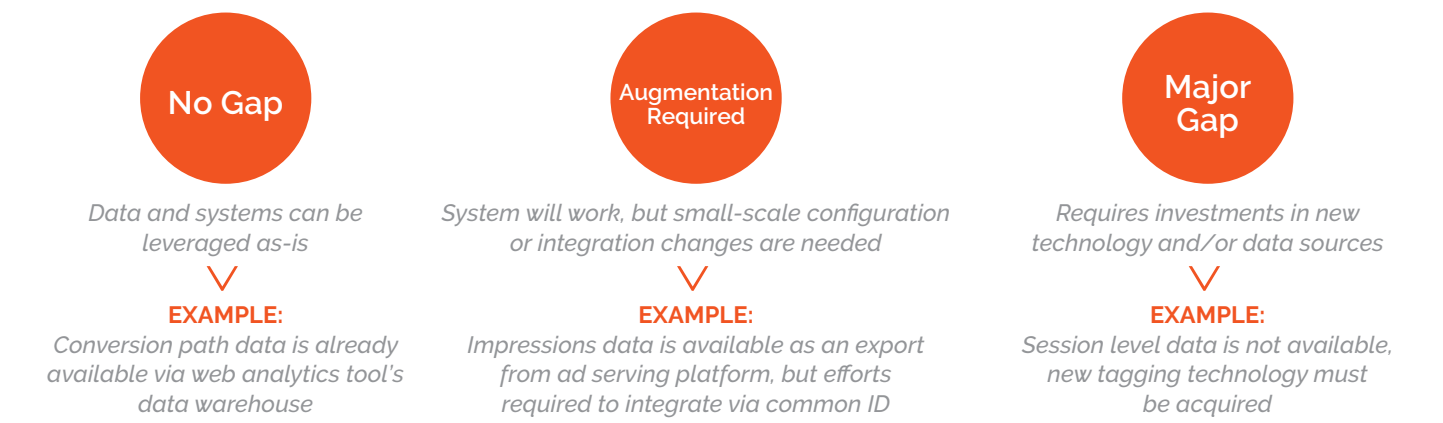 No Gap
Data and systems can be
leveraged as-is
EXAMPLE:
Conversion path data is already
available via web analytics tool's
data warehouse
Augmentation
Required
System will work, but small-scale configuration
or integration changes are needed
EXAMPLE:
Impressions data is available as an export
from ad serving platform, but efforts
required to integrate via common ID
Major
Gap
Requires investments in new
technology and/or data sources
EXAMPLE:
Session level data is not available,
new tagging technology must
be acquired